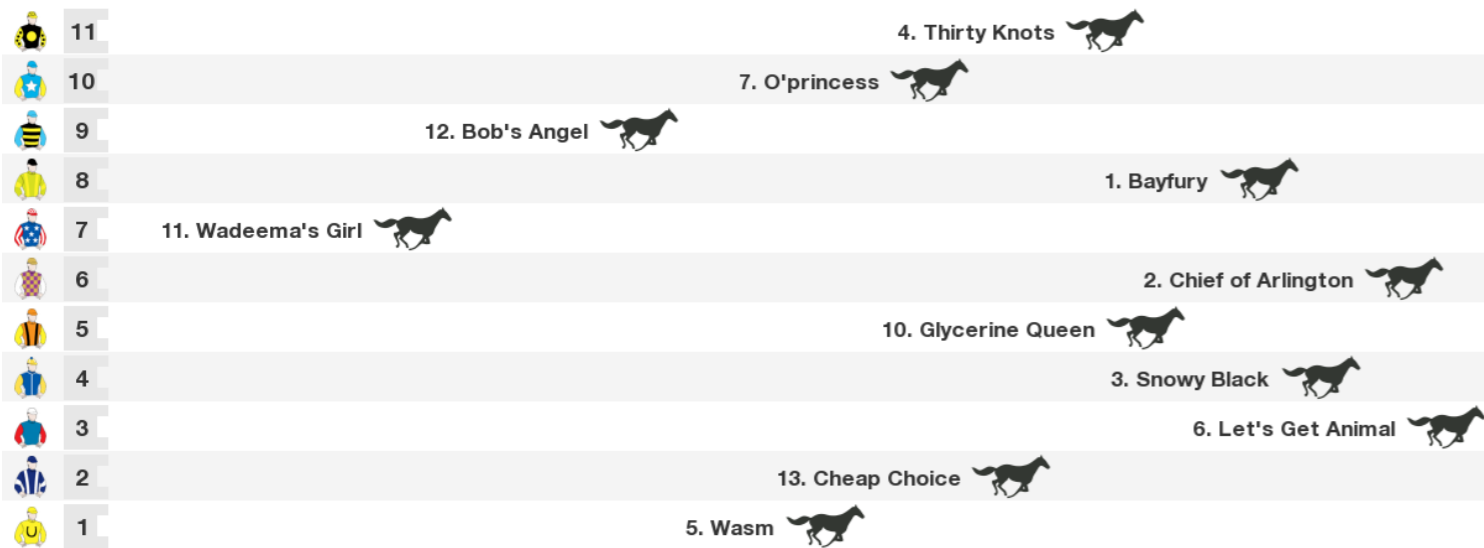 11 4. Thirty Knots
10 7. O'princess
9 12. Bob's Angel
8 1. Bayfury
7 11. Wadeema's Girl
6 2. Chief of Arlington
5 10. Glycerine Queen
4 3. Snowy Black
3 6. Let's Get Animal
2 13. Cheap Choice
1 5. Wasm